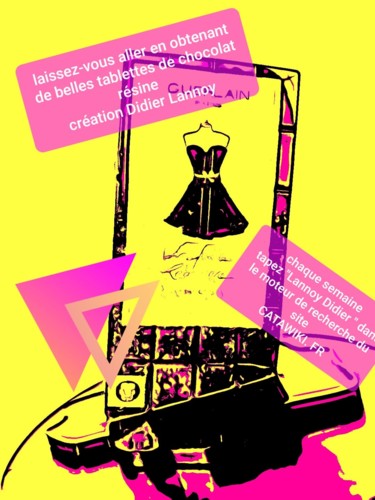 laissez-vous aller en obtenant
de belles tablettes de chocolat
résine
création Didier Lannoy
chaque semaine
tapez "Lannoy Didier " dans
le moteur de recherche du
site
CATAWIKI .FR